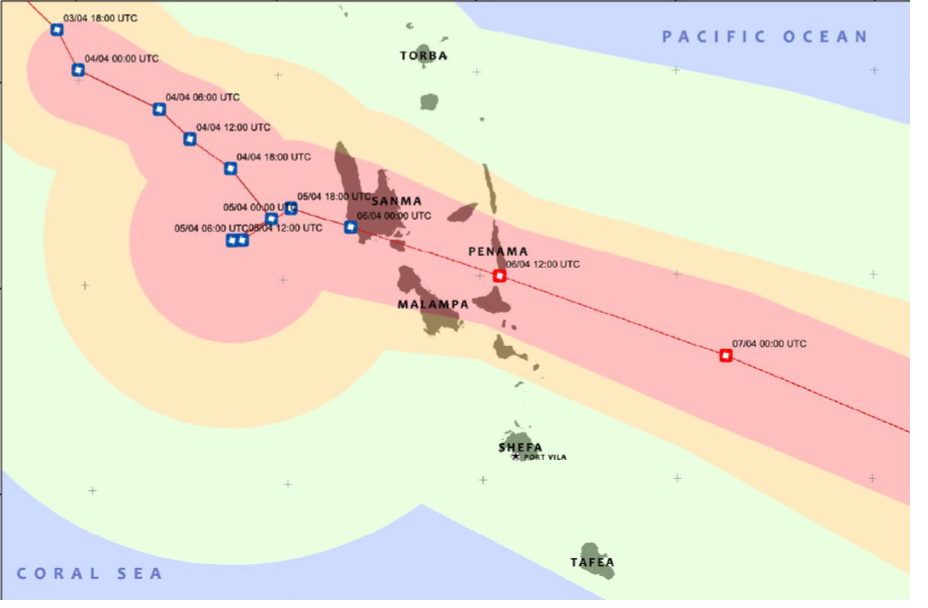 03/04 18:00 UTC
PACIFIC OCEAN
TORBA
04/04 00:00 UTC
04/04 06:00 UTC
04/04 12:00 UTC
04/04 18:00 UTC
05/04 18:00 UTC
SANMA
05/04 00:00 UTC
06/04 00:00 UTC
05/04 06:00 UTC
05/04 12:00 UTC
PENAMA
06/04 12:00 UTC
MALAMPA
07/04 00:00 UTC
SHEFA
PORT VILA
TAFEA
CORAL SEA